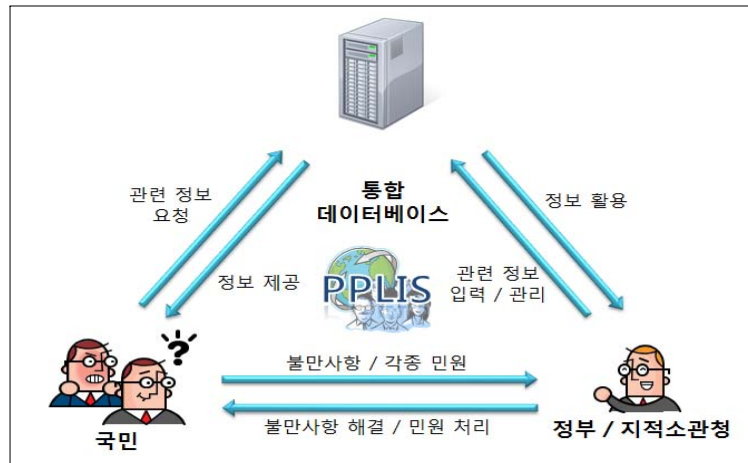 관련 정보
요청
통합
데이터베이스
정보 활용
정보 제공
PPLIS
관련 정보
입력 / 관리
?
불만사항 / 각종 민원
불만사항 해결 / 민원 처리
국민
정부 / 지적소관청